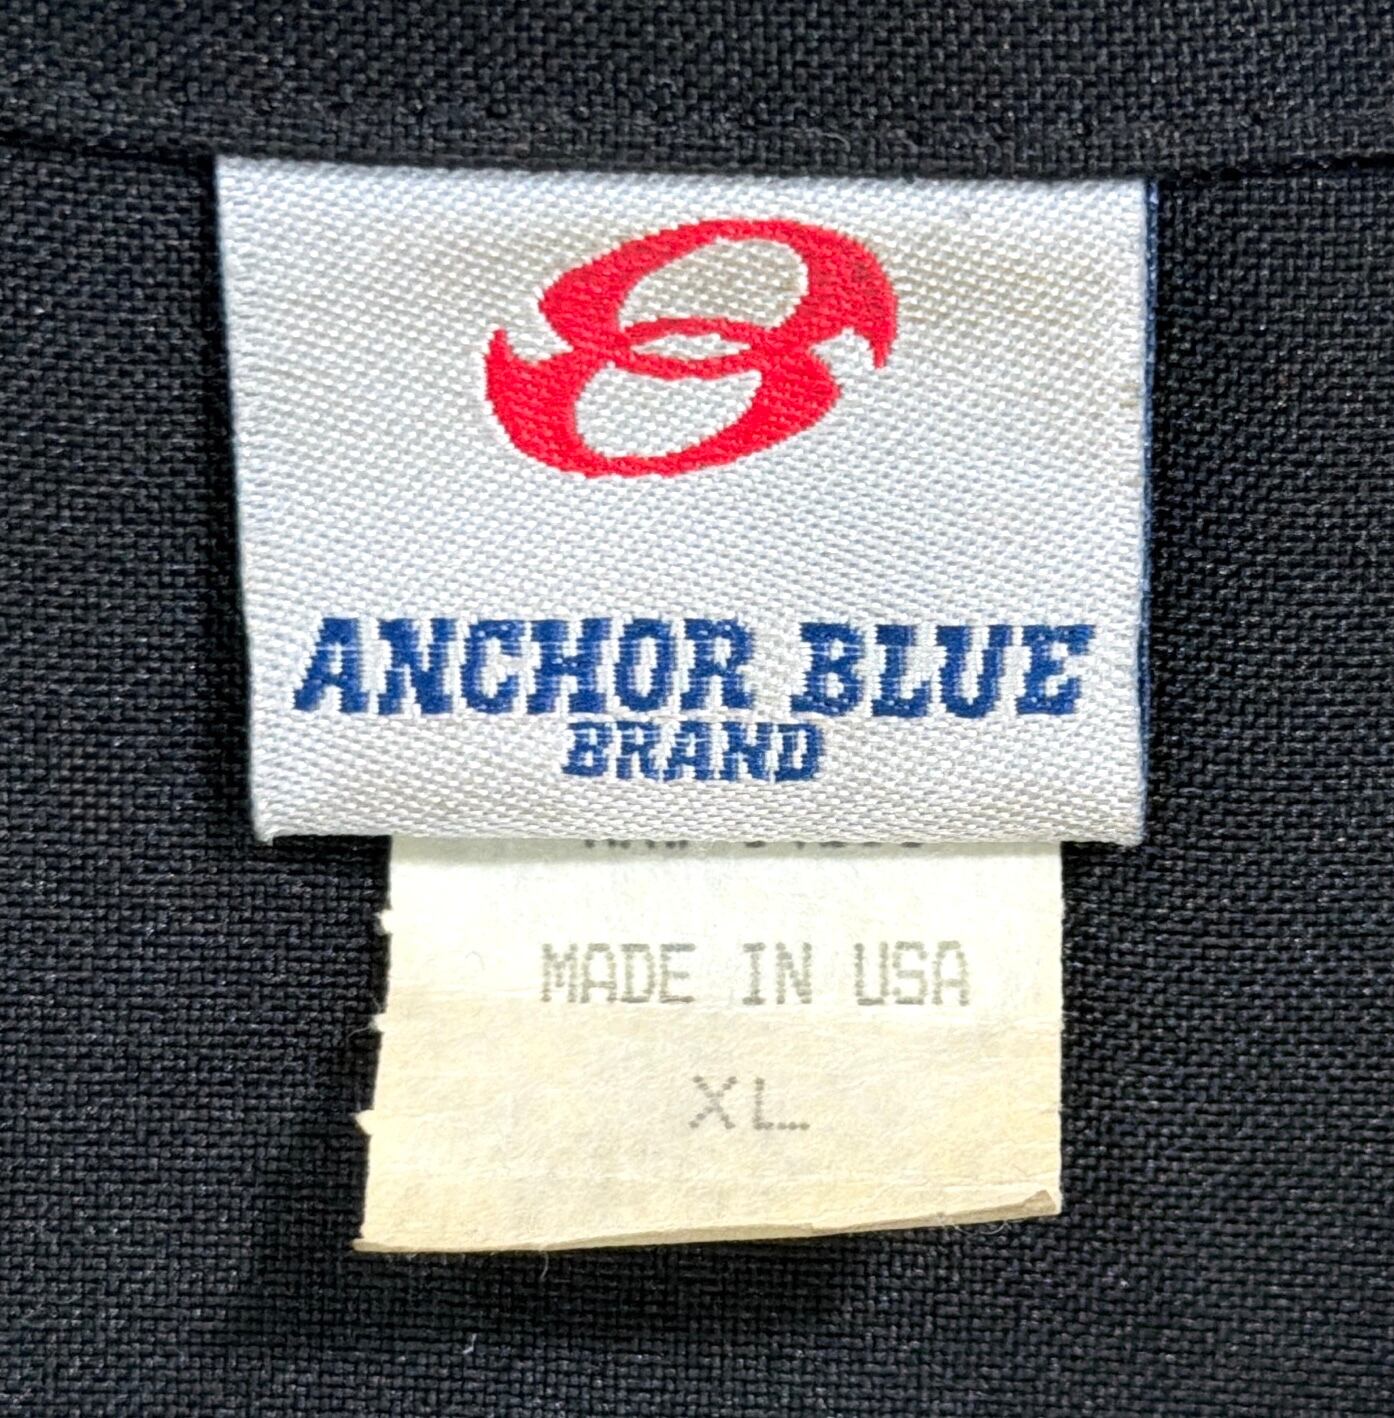 ANCHOR BLUE
BRAND
MADE IN USA
XL